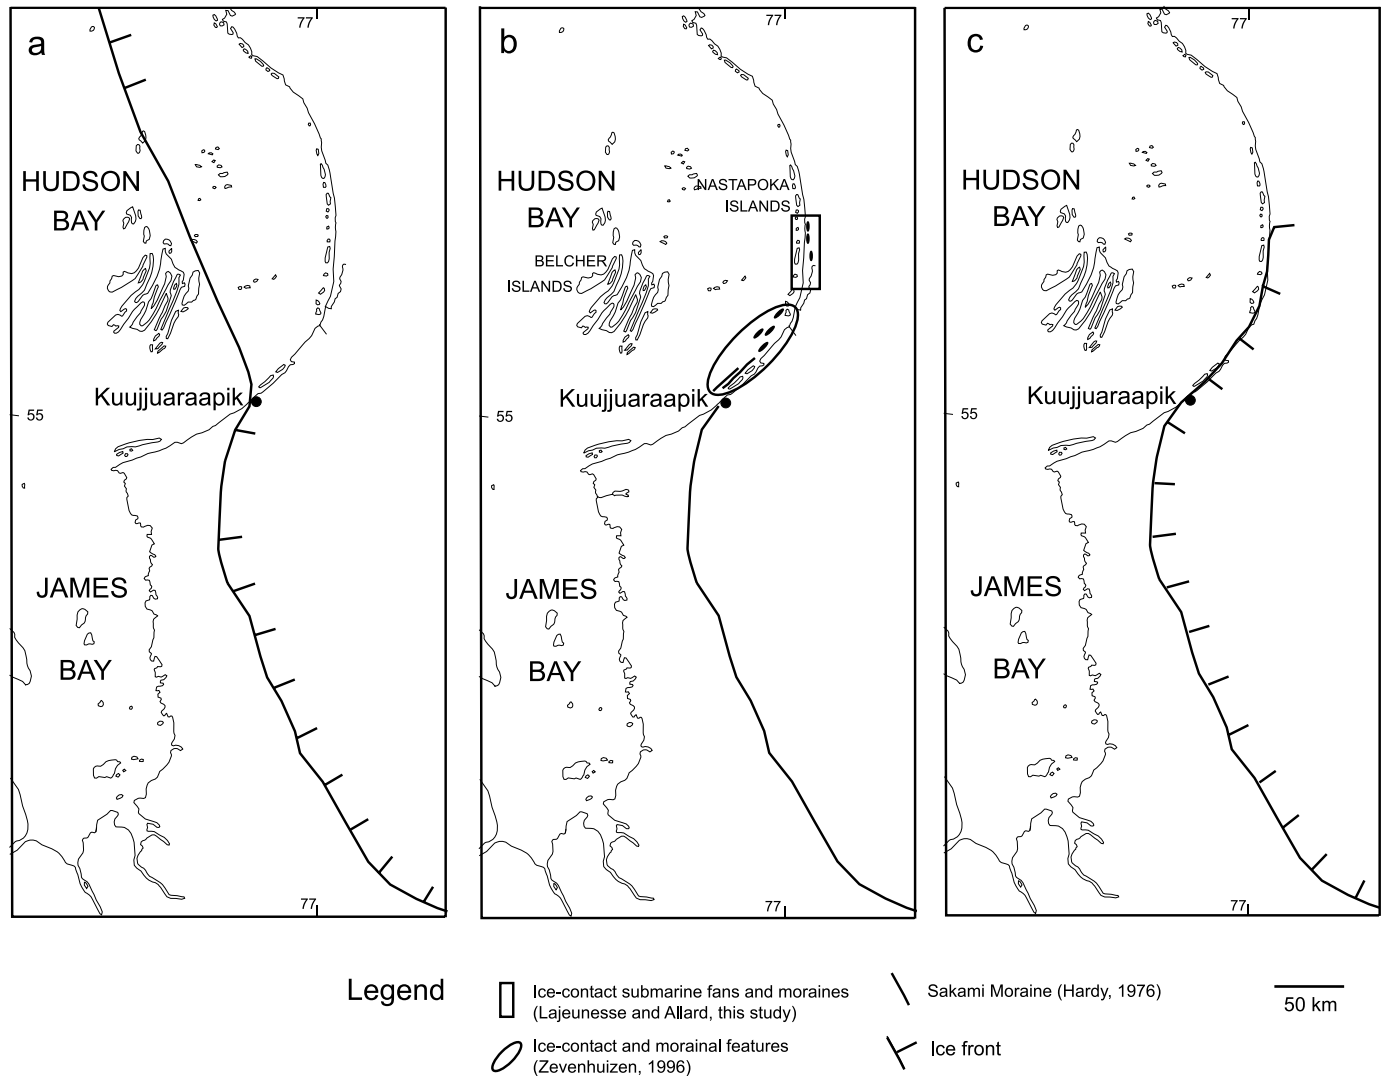 a
77
HUDSON
BAY
Kuujjuaraapik
55
JAMES
BAY
77
b
77
NASTAPOKA
ISLANDS
HUDSON
BAY
BELCHER
ISLANDS
Kuujjuaraapik
55
JAMES
BAY
77
c
77
HUDSON
BAY
Kuujjuaraapik
55
JAMES
BAY
77
Legend
Ice-contact submarine fans and moraines
(Lajeunesse and Allard, this study)
Ice-contact and morainal features
(Zevenhuizen, 1996)
Sakami Moraine (Hardy, 1976)
Ice front
50 km